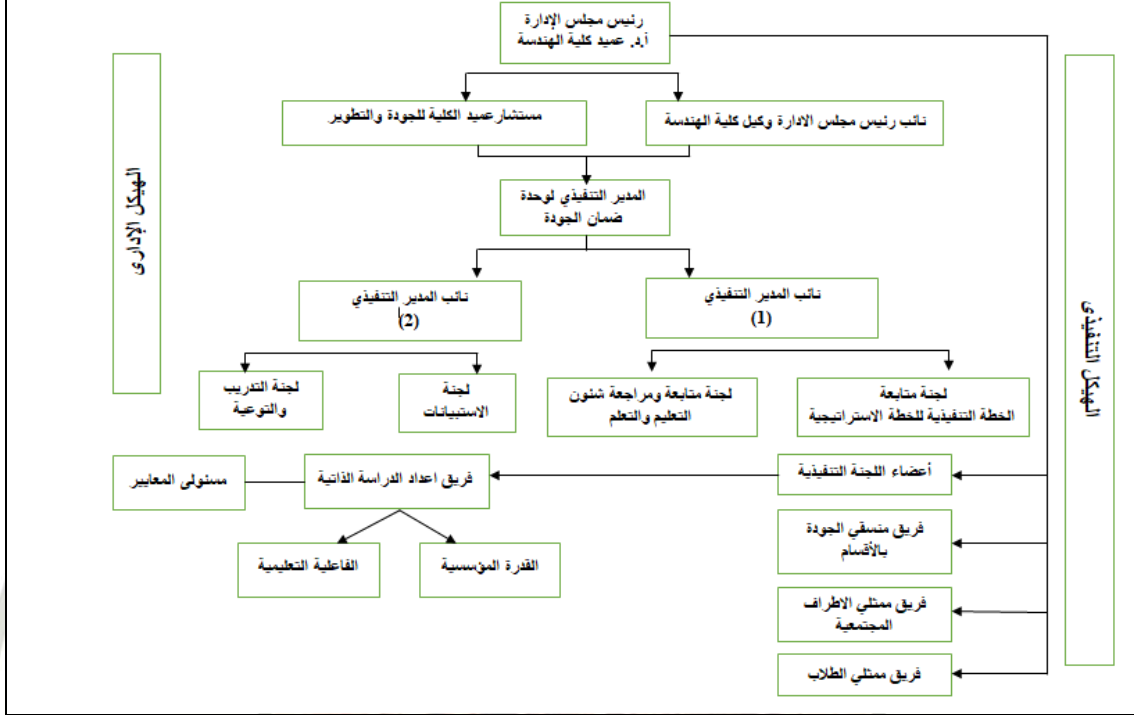 رئيس مجلس الإدارة
أ.د. عميد كلية الهندسة
نائب رئيس مجلس الادارة وكيل كلية الهندسة
مستشار عميد الكلية للجودة والتطوير
المدير التنفيذي لوحدة
ضمان الجودة
نائب المدير التنفيذي
(1)
نائب المدير التنفيذي
(2)
لجنة متابعة
الخطة التنفيذية للخطة الاستراتيجية
لجنة متابعة ومراجعة شئون
التعليم والتعلم
لجنة
الاستبيانات
لجنة التدريب
والتوعية
أعضاء اللجنة التنفيذية
فريق اعداد الدراسة الذاتية
مسئولى المعايير
القدرة المؤسسية
الفاعلية التعليمية
فريق منسقي الجودة
بالأقسام
فريق ممثلي الاطراف
المجتمعية
فريق ممثلي الطلاب
الهيكل التنفيذى
الهيكل الإدارى